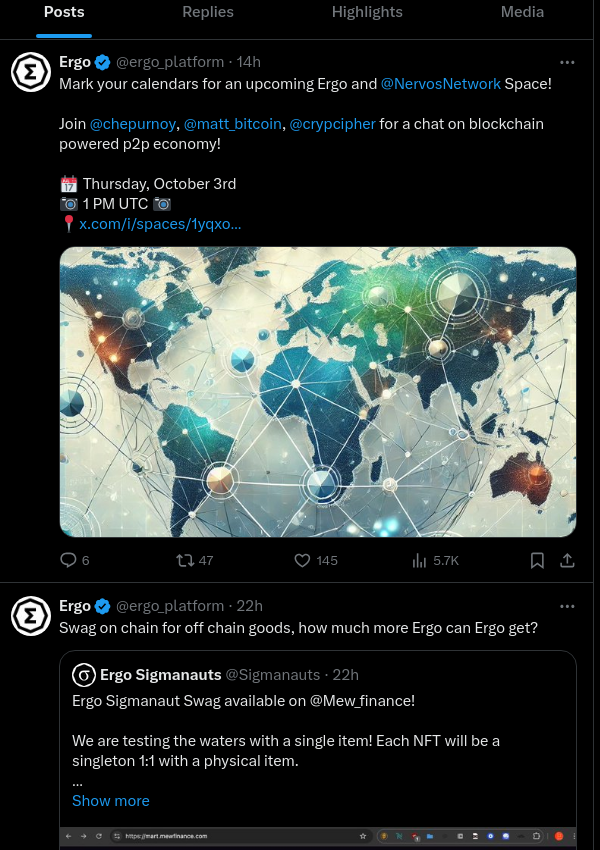 Posts Replies Highlights Media
Ergo @ergo_platform · 14h
Mark your calendars for an upcoming Ergo and @NervosNetwork Space!
Join @chepurnoy, @matt_bitcoin, @crypcipher for a chat on blockchain
powered p2p economy!
📅 Thursday, October 3rd
📷 1 PM UTC 📷
📍 x.com/i/spaces/1yqxo...
6 47 145 5.7K
Ergo @ergo_platform · 22h
Swag on chain for off chain goods, how much more Ergo can Ergo get?
Ergo Sigmanauts @Sigmanauts · 22h
Ergo Sigmanaut Swag available on @Mew_finance!
We are testing the waters with a single item! Each NFT will be a
singleton 1:1 with a physical item.
...
Show more
https://mart.mewfinance.com